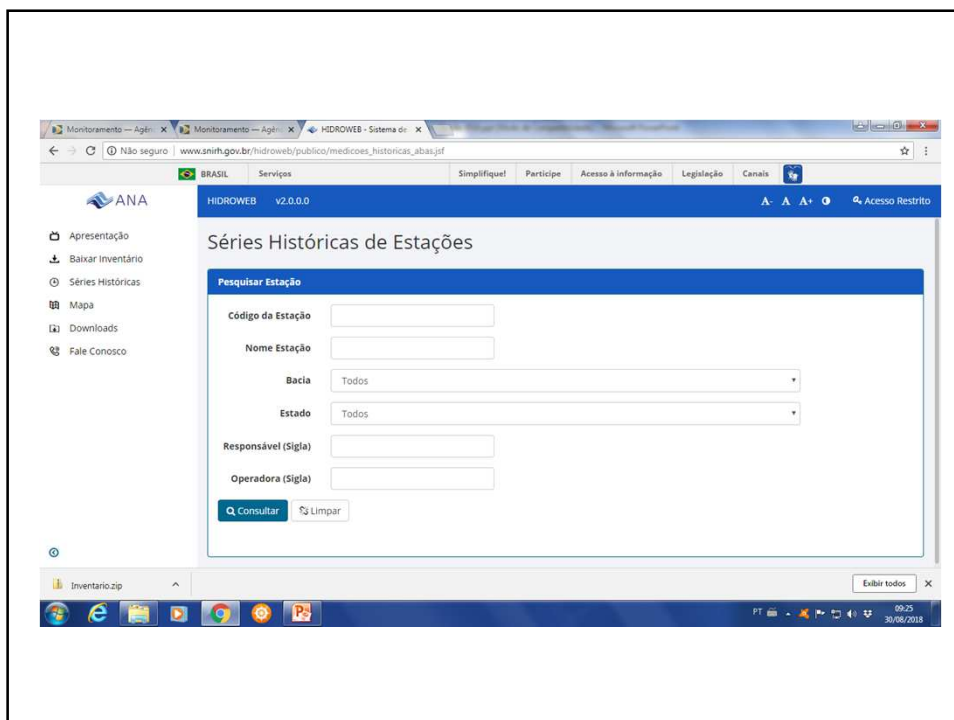 Monitoramento — Agên
Monitoramento — Agên
HIDROWEB - Sistema de
Não seguro
www.snirh.gov.br/hidroweb/publico/medicoes_historicas_abas.jsf
BRASIL Serviços Simplifique! Participe Acesso à informação Legislação Canais
ANA
HIDROWEB v2.0.0.0 A- A A+ Acesso Restrito
Apresentação
Baixar Inventário
Séries Históricas
Mapa
Downloads
Fale Conosco
Séries Históricas de Estações
Pesquisar Estação
Código da Estação
Nome Estação
Bacia Todos
Estado Todos
Responsável (Sigla)
Operadora (Sigla)
Consultar Limpar
Inventario.zip Exibir todos
PT 09:25
30/08/2018